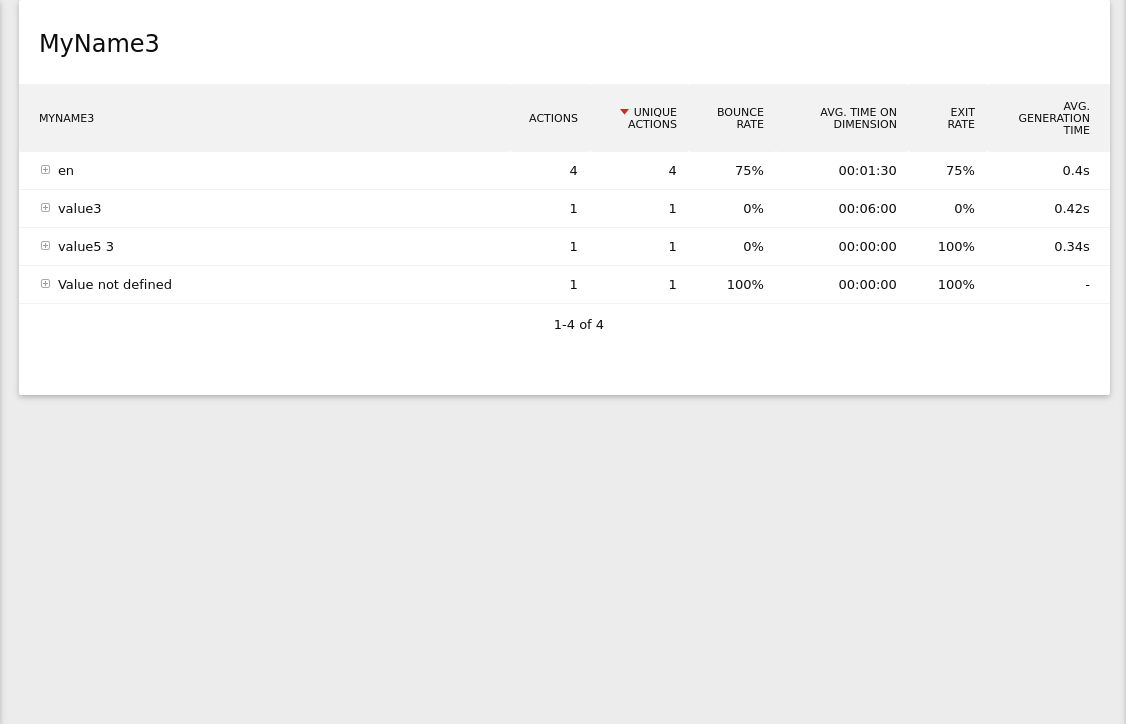 MyName3
MYNAME3 ACTIONS UNIQUE ACTIONS BOUNCE RATE AVG. TIME ON DIMENSION EXIT RATE AVG. GENERATION TIME
en 4 4 75% 00:01:30 75% 0.4s
value3 1 1 0% 00:06:00 0% 0.42s
value5 3 1 1 0% 00:00:00 100% 0.34s
Value not defined 1 1 100% 00:00:00 100% -
1-4 of 4